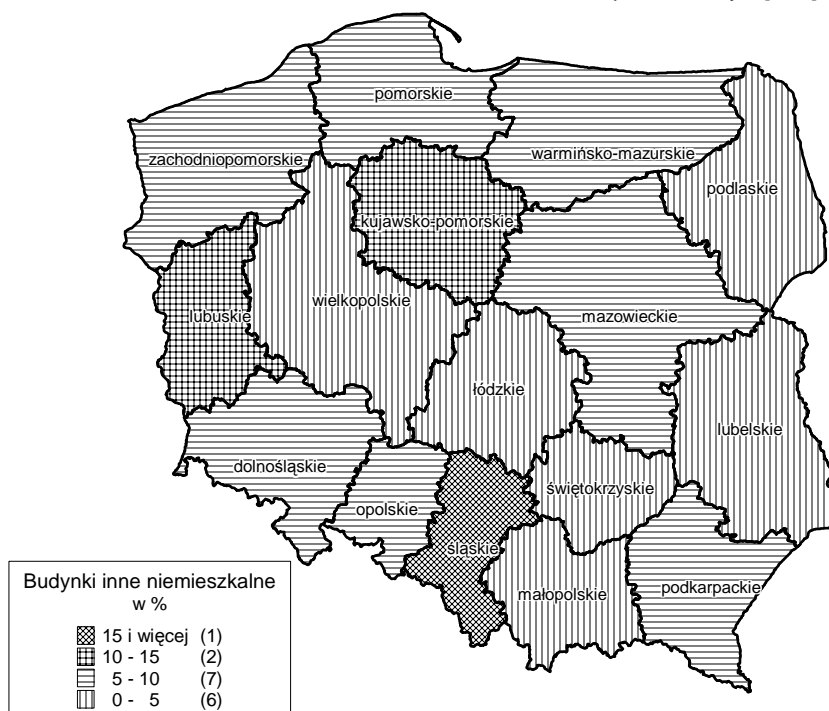 pomorskie
zachodniopomorskie
warmińsko-mazurskie
podlaskie
kujawsko-pomorskie
wielkopolskie
lubuskie
mazowieckie
łódzkie
lubelskie
dolnośląskie
świętokrzyskie
opolskie
śląskie
małopolskie
podkarpackie
Budynki inne niemieszkalne
w %
15 i więcej (1)
10 - 15 (2)
5 - 10 (7)
0 - 5 (6)